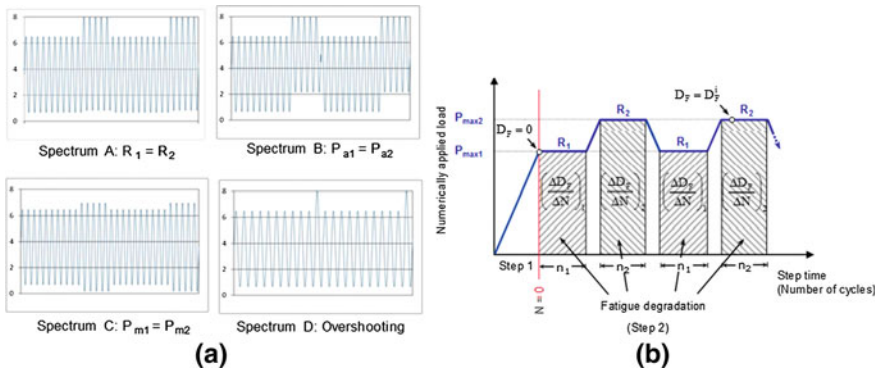 8
6
4
2
0
Spectrum A: R1 = R2
8
6
4
2
0
Spectrum B: Pa1 = Pa2
8
6
4
2
0
Spectrum C: Pm1 = Pm2
8
6
4
2
0
Spectrum D: Overshooting
(a)
Numerically applied load
Pmax2
Pmax1
DF = 0
R1
R2
R1
DF = DFi
R2
(ΔDF/ΔN)1
(ΔDF/ΔN)2
(ΔDF/ΔN)1
(ΔDF/ΔN)2
Step 1
n1
n2
n1
n2
Step time
(Number of cycles)
N = 0
Fatigue degradation
(Step 2)
(b)